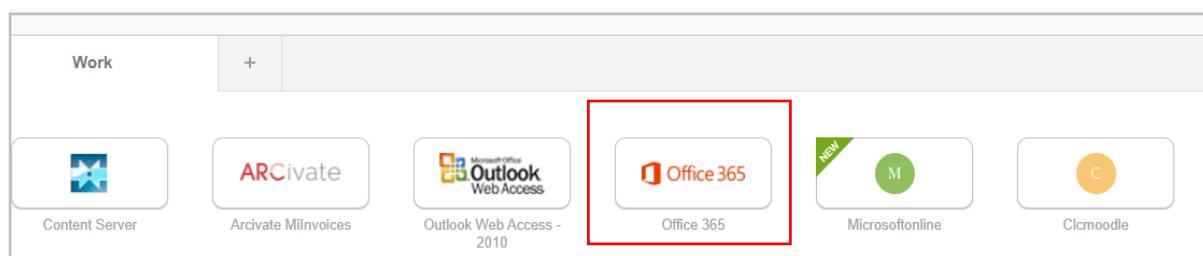 Work +
ARCivate
Microsoft Office
Outlook
Web Access
Office 365
NEW
M
C
Content Server
Arcivate MiInvoices
Outlook Web Access -
2010
Office 365
Microsoftonline
Clcmoodle